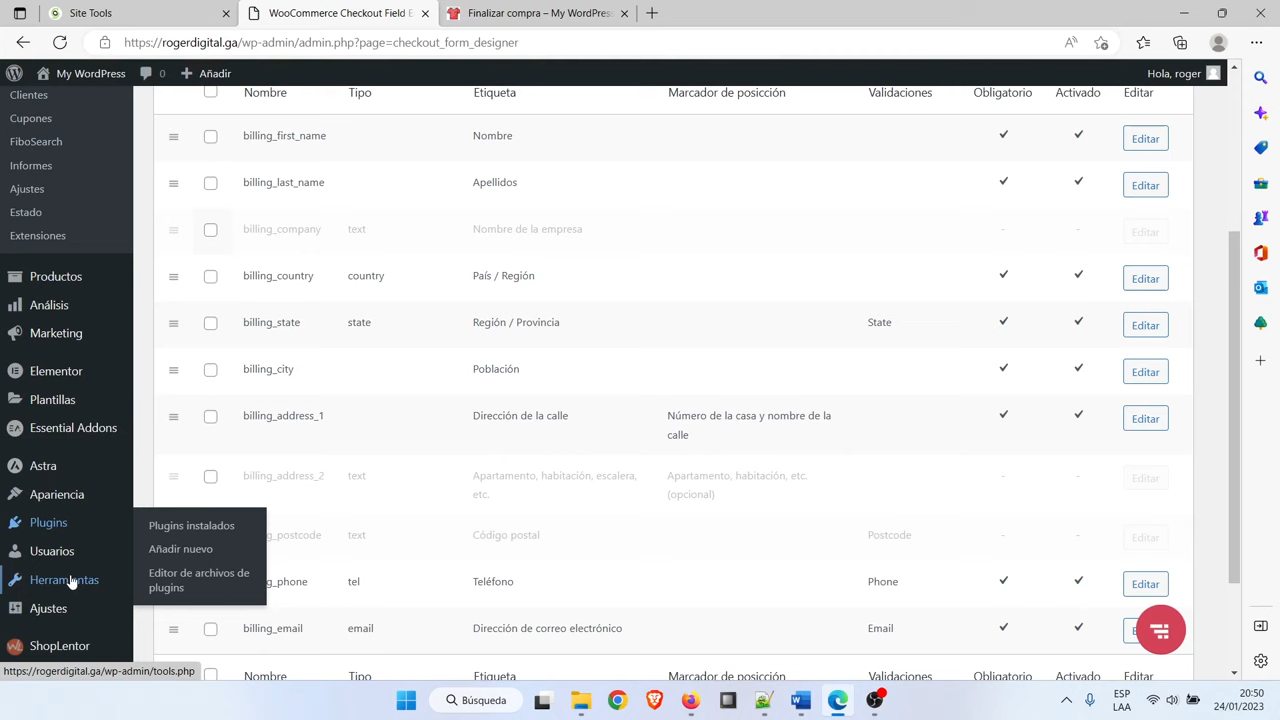 Site Tools
WooCommerce Checkout Field E
Finalizar compra – My WordPress
https://rogerdigital.ga/wp-admin/admin.php?page=checkout_form_designer
My WordPress
0
Añadir
Hola, roger
Clientes
Cupones
FiboSearch
Informes
Ajustes
Estado
Extensiones
Productos
Análisis
Marketing
Elementor
Plantillas
Essential Addons
Astra
Apariencia
Plugins
Usuarios
Herramientas
Ajustes
ShopLentor
Plugins instalados
Añadir nuevo
Editor de archivos de
plugins
Nombre Tipo Etiqueta Marcador de posicción Validaciones Obligatorio Activado Editar
billing_first_name Nombre Editar
billing_last_name Apellidos Editar
billing_company text Nombre de la empresa - - Editar
billing_country country País / Región Editar
billing_state state Región / Provincia State Editar
billing_city Población Editar
billing_address_1 Dirección de la calle Número de la casa y nombre de la Editar
calle
billing_address_2 text Apartamento, habitación, escalera, Apartamento, habitación, etc. - - Editar
etc. (opcional)
g_postcode text Código postal Postcode - - Editar
g_phone tel Teléfono Phone Editar
billing_email email Dirección de correo electrónico Email
Nombre Tipo Etiqueta Marcador de posicción Validaciones Obligatorio Activado Editar
https://rogerdigital.ga/wp-admin/tools.php
Búsqueda
ESP
LAA
20:50
24/01/2023